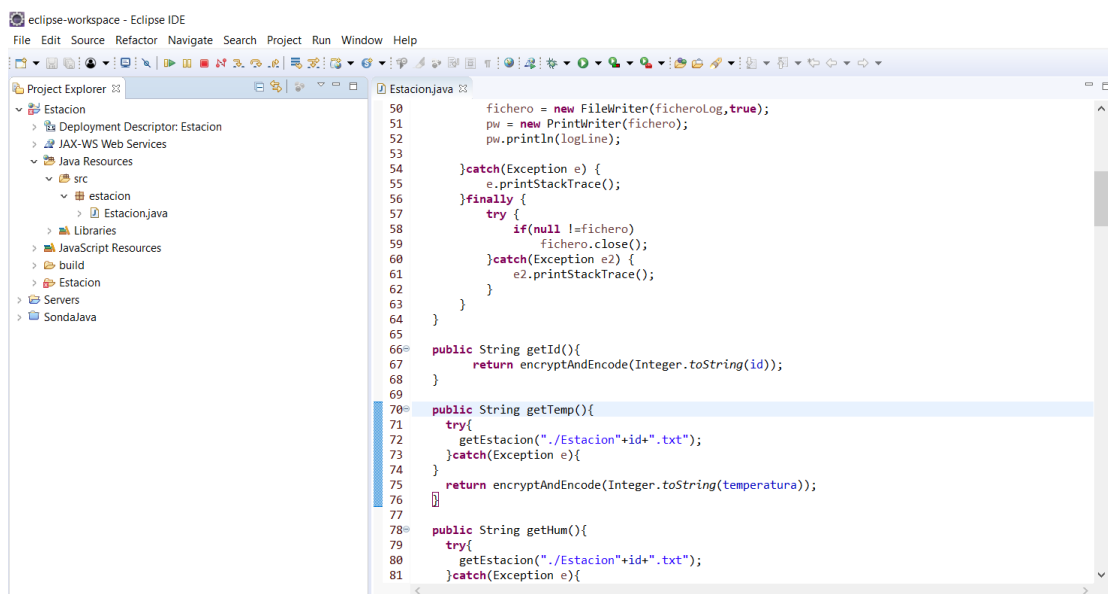 eclipse-workspace - Eclipse IDE
File Edit Source Refactor Navigate Search Project Run Window Help
Project Explorer
Estacion
Deployment Descriptor: Estacion
JAX-WS Web Services
Java Resources
src
estacion
Estacion.java
Libraries
JavaScript Resources
build
Estacion
Servers
SondaJava
Estacion.java
50 fichero = new FileWriter(ficheroLog,true);
51 pw = new PrintWriter(fichero);
52 pw.println(logLine);
53
54 }catch(Exception e) {
55 e.printStackTrace();
56 }finally {
57 try {
58 if(null !=fichero)
59 fichero.close();
60 }catch(Exception e2) {
61 e2.printStackTrace();
62 }
63 }
64 }
65
66 public String getId(){
67 return encryptAndEncode(Integer.toString(id));
68 }
69
70 public String getTemp(){
71 try{
72 getEstacion("./Estacion"+id+".txt");
73 }catch(Exception e){
74 }
75 return encryptAndEncode(Integer.toString(temperatura));
76 }
77
78 public String getHum(){
79 try{
80 getEstacion("./Estacion"+id+".txt");
81 }catch(Exception e){